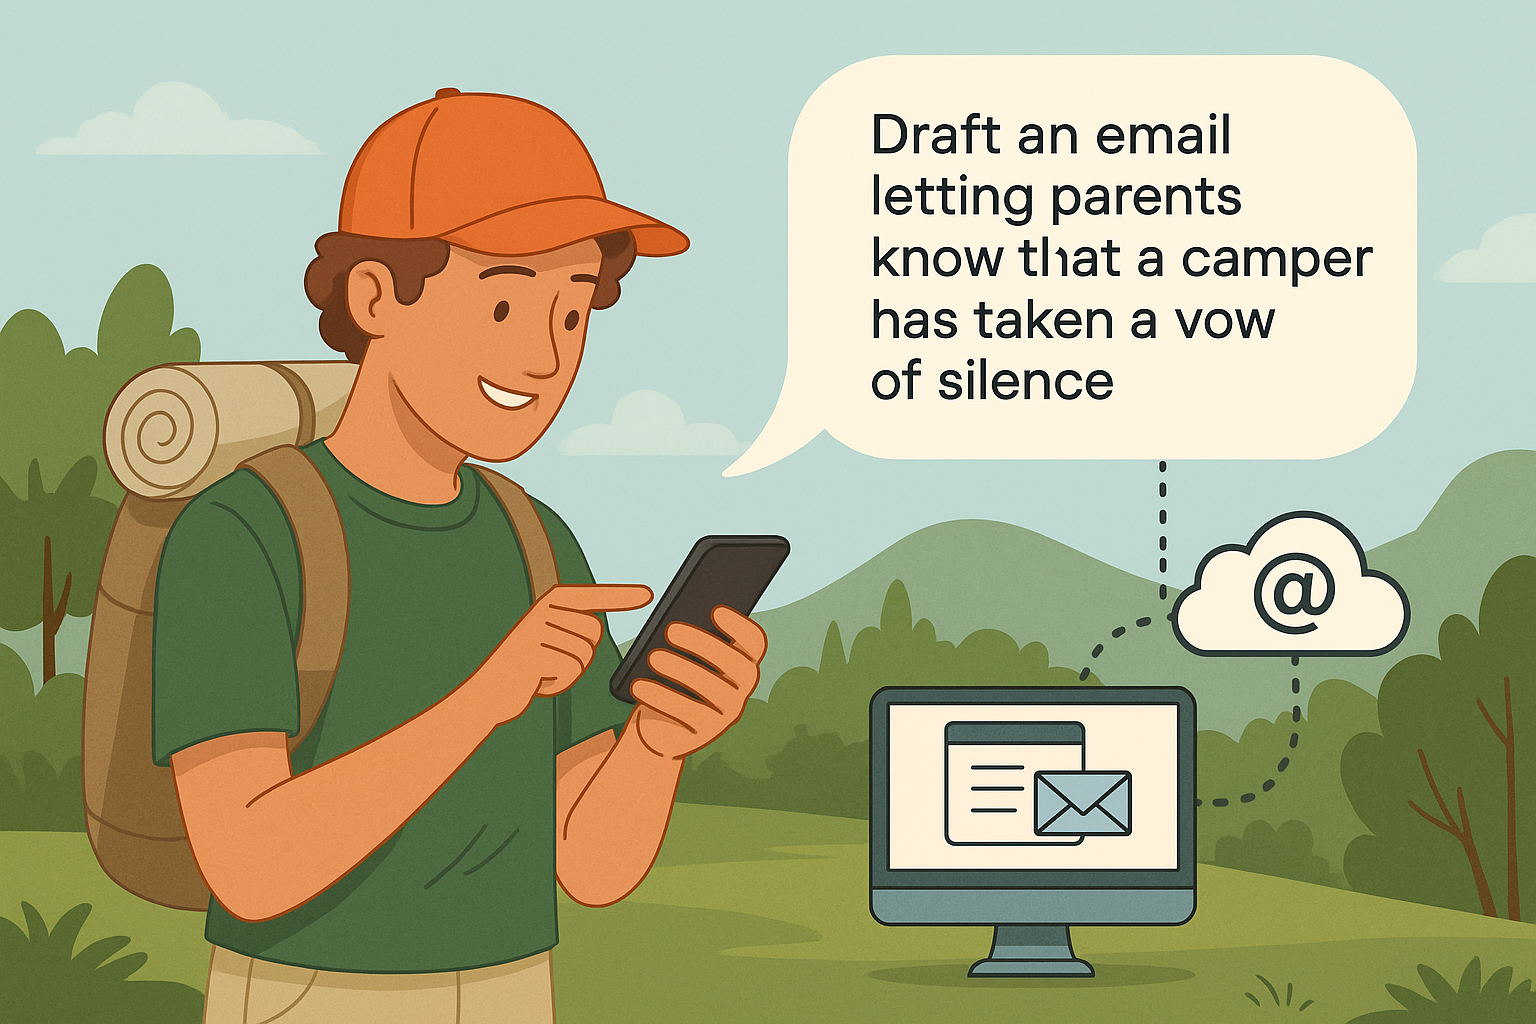 Draft an email
letting parents
know that a camper
has taken a vow
of silence
@